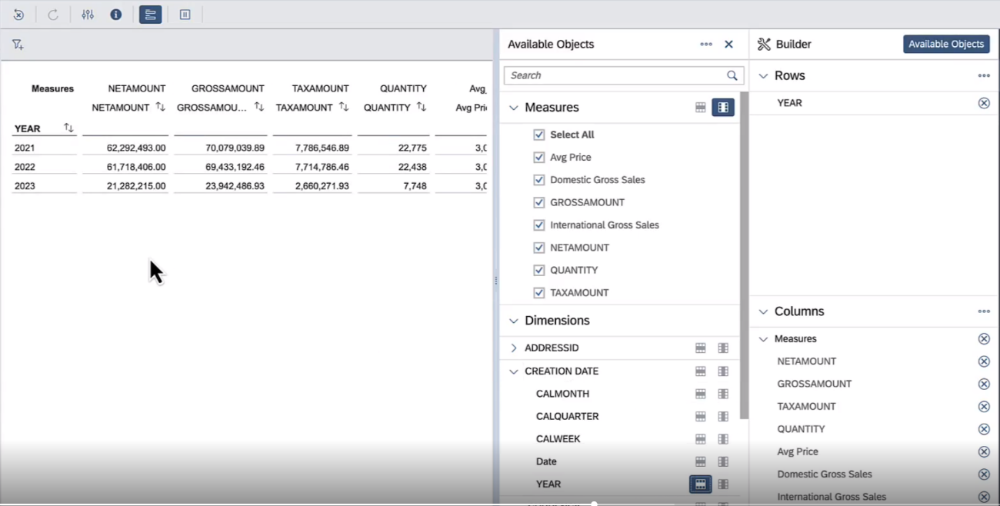 Available Objects
Builder
Available Objects
Search
Rows
YEAR
Measures NETAMOUNT GROSSAMOUNT TAXAMOUNT QUANTITY Avg
NETAMOUNT GROSSAMOU... TAXAMOUNT QUANTITY Avg Pri
YEAR
2021 62,292,493.00 70,079,039.89 7,786,546.89 22,775 3,0
2022 61,718,406.00 69,433,192.46 7,714,786.46 22,438 3,0
2023 21,282,215.00 23,942,486.93 2,660,271.93 7,748 3,0
Measures
Select All
Avg Price
Domestic Gross Sales
GROSSAMOUNT
International Gross Sales
NETAMOUNT
QUANTITY
TAXAMOUNT
Dimensions
ADDRESSID
CREATION DATE
CALMONTH
CALQUARTER
CALWEEK
Date
YEAR
Columns
Measures
NETAMOUNT
GROSSAMOUNT
TAXAMOUNT
QUANTITY
Avg Price
Domestic Gross Sales
International Gross Sales